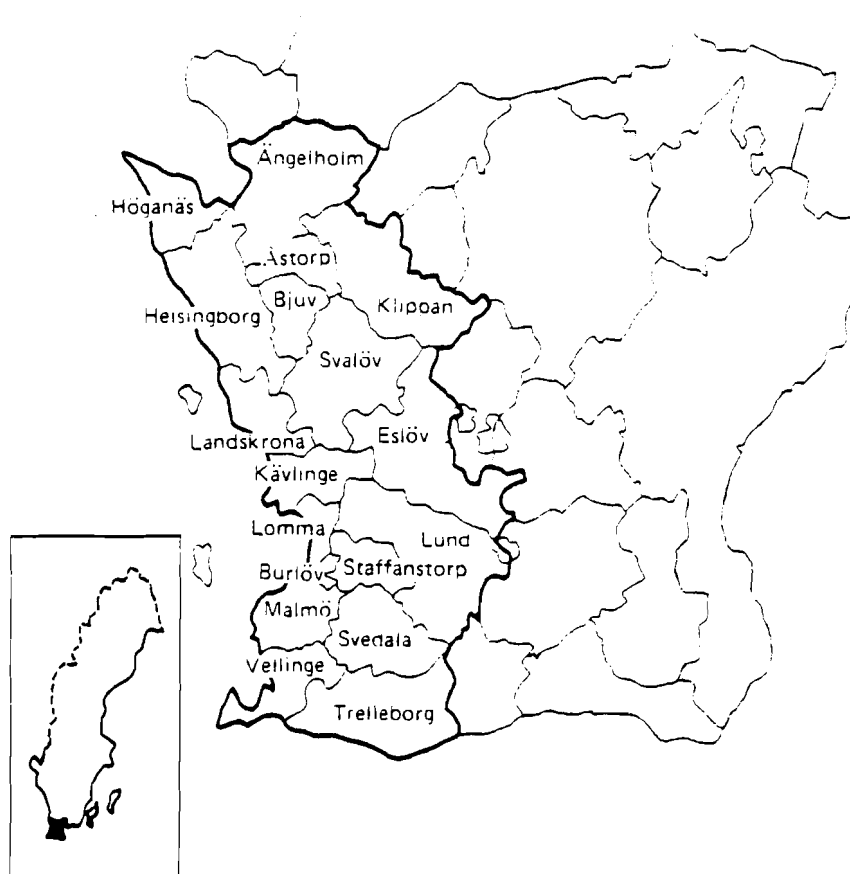 Ängelholm
Höganäs
Åstorp
Bjuv
Klippan
Helsingborg
Svalöv
Landskrona
Eslöv
Kävlinge
Lomma
Lund
Burlöv
Staffanstorp
Malmö
Svedala
Vellinge
Trelleborg